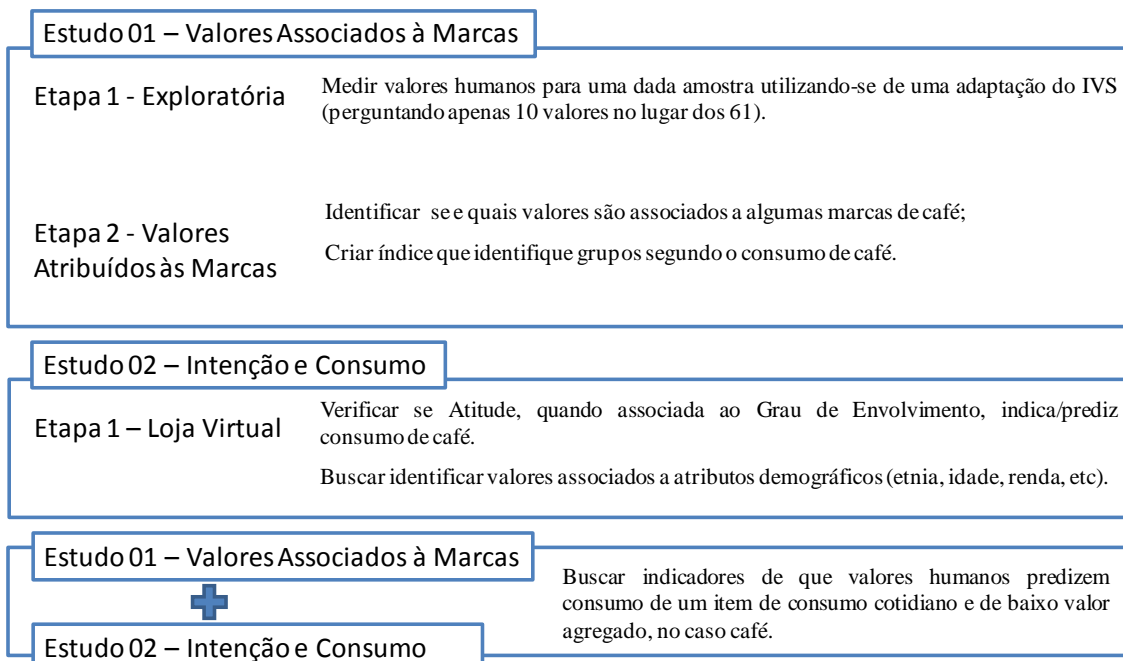 Estudo 01 – Valores Associados à Marcas
Etapa 1 - Exploratória
Medir valores humanos para uma dada amostra utilizando-se de uma adaptação do IVS
(perguntando apenas 10 valores no lugar dos 61).
Etapa 2 - Valores
Atribuídos às Marcas
Identificar se e quais valores são associados a algumas marcas de café;
Criar índice que identifique grupos segundo o consumo de café.
Estudo 02 – Intenção e Consumo
Etapa 1 – Loja Virtual
Verificar se Atitude, quando associada ao Grau de Envolvimento, indica/prediz
consumo de café.
Buscar identificar valores associados a atributos demográficos (etnia, idade, renda, etc).
Estudo 01 – Valores Associados à Marcas
Estudo 02 – Intenção e Consumo
Buscar indicadores de que valores humanos predizem
consumo de um item de consumo cotidiano e de baixo valor
agregado, no caso café.